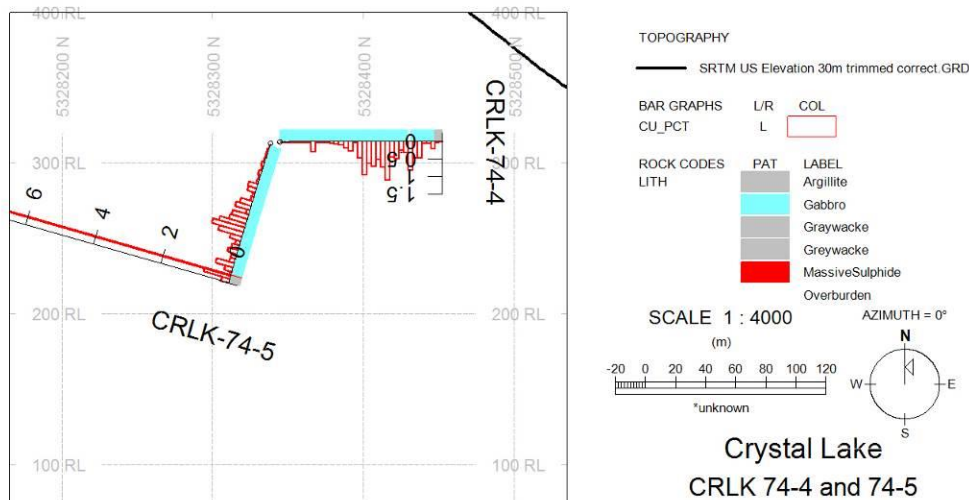 400 RL
400 RL
5328200 N
5328300 N
5328400 N
5328500 N
CRLK-74-4
300 RL
300 RL
0
0.5
1
1.5
6
4
2
0
CRLK-74-5
200 RL
200 RL
100 RL
100 RL
TOPOGRAPHY
SRTM US Elevation 30m trimmed correct.GRD
BAR GRAPHS L/R COL
CU_PCT L
ROCK CODES PAT LABEL
LITH Argillite
Gabbro
Graywacke
Greywacke
MassiveSulphide
Overburden
SCALE 1 : 4000
(m)
-20 0 20 40 60 80 100 120
*unknown
AZIMUTH = 0°
N
W E
S
Crystal Lake
CRLK 74-4 and 74-5